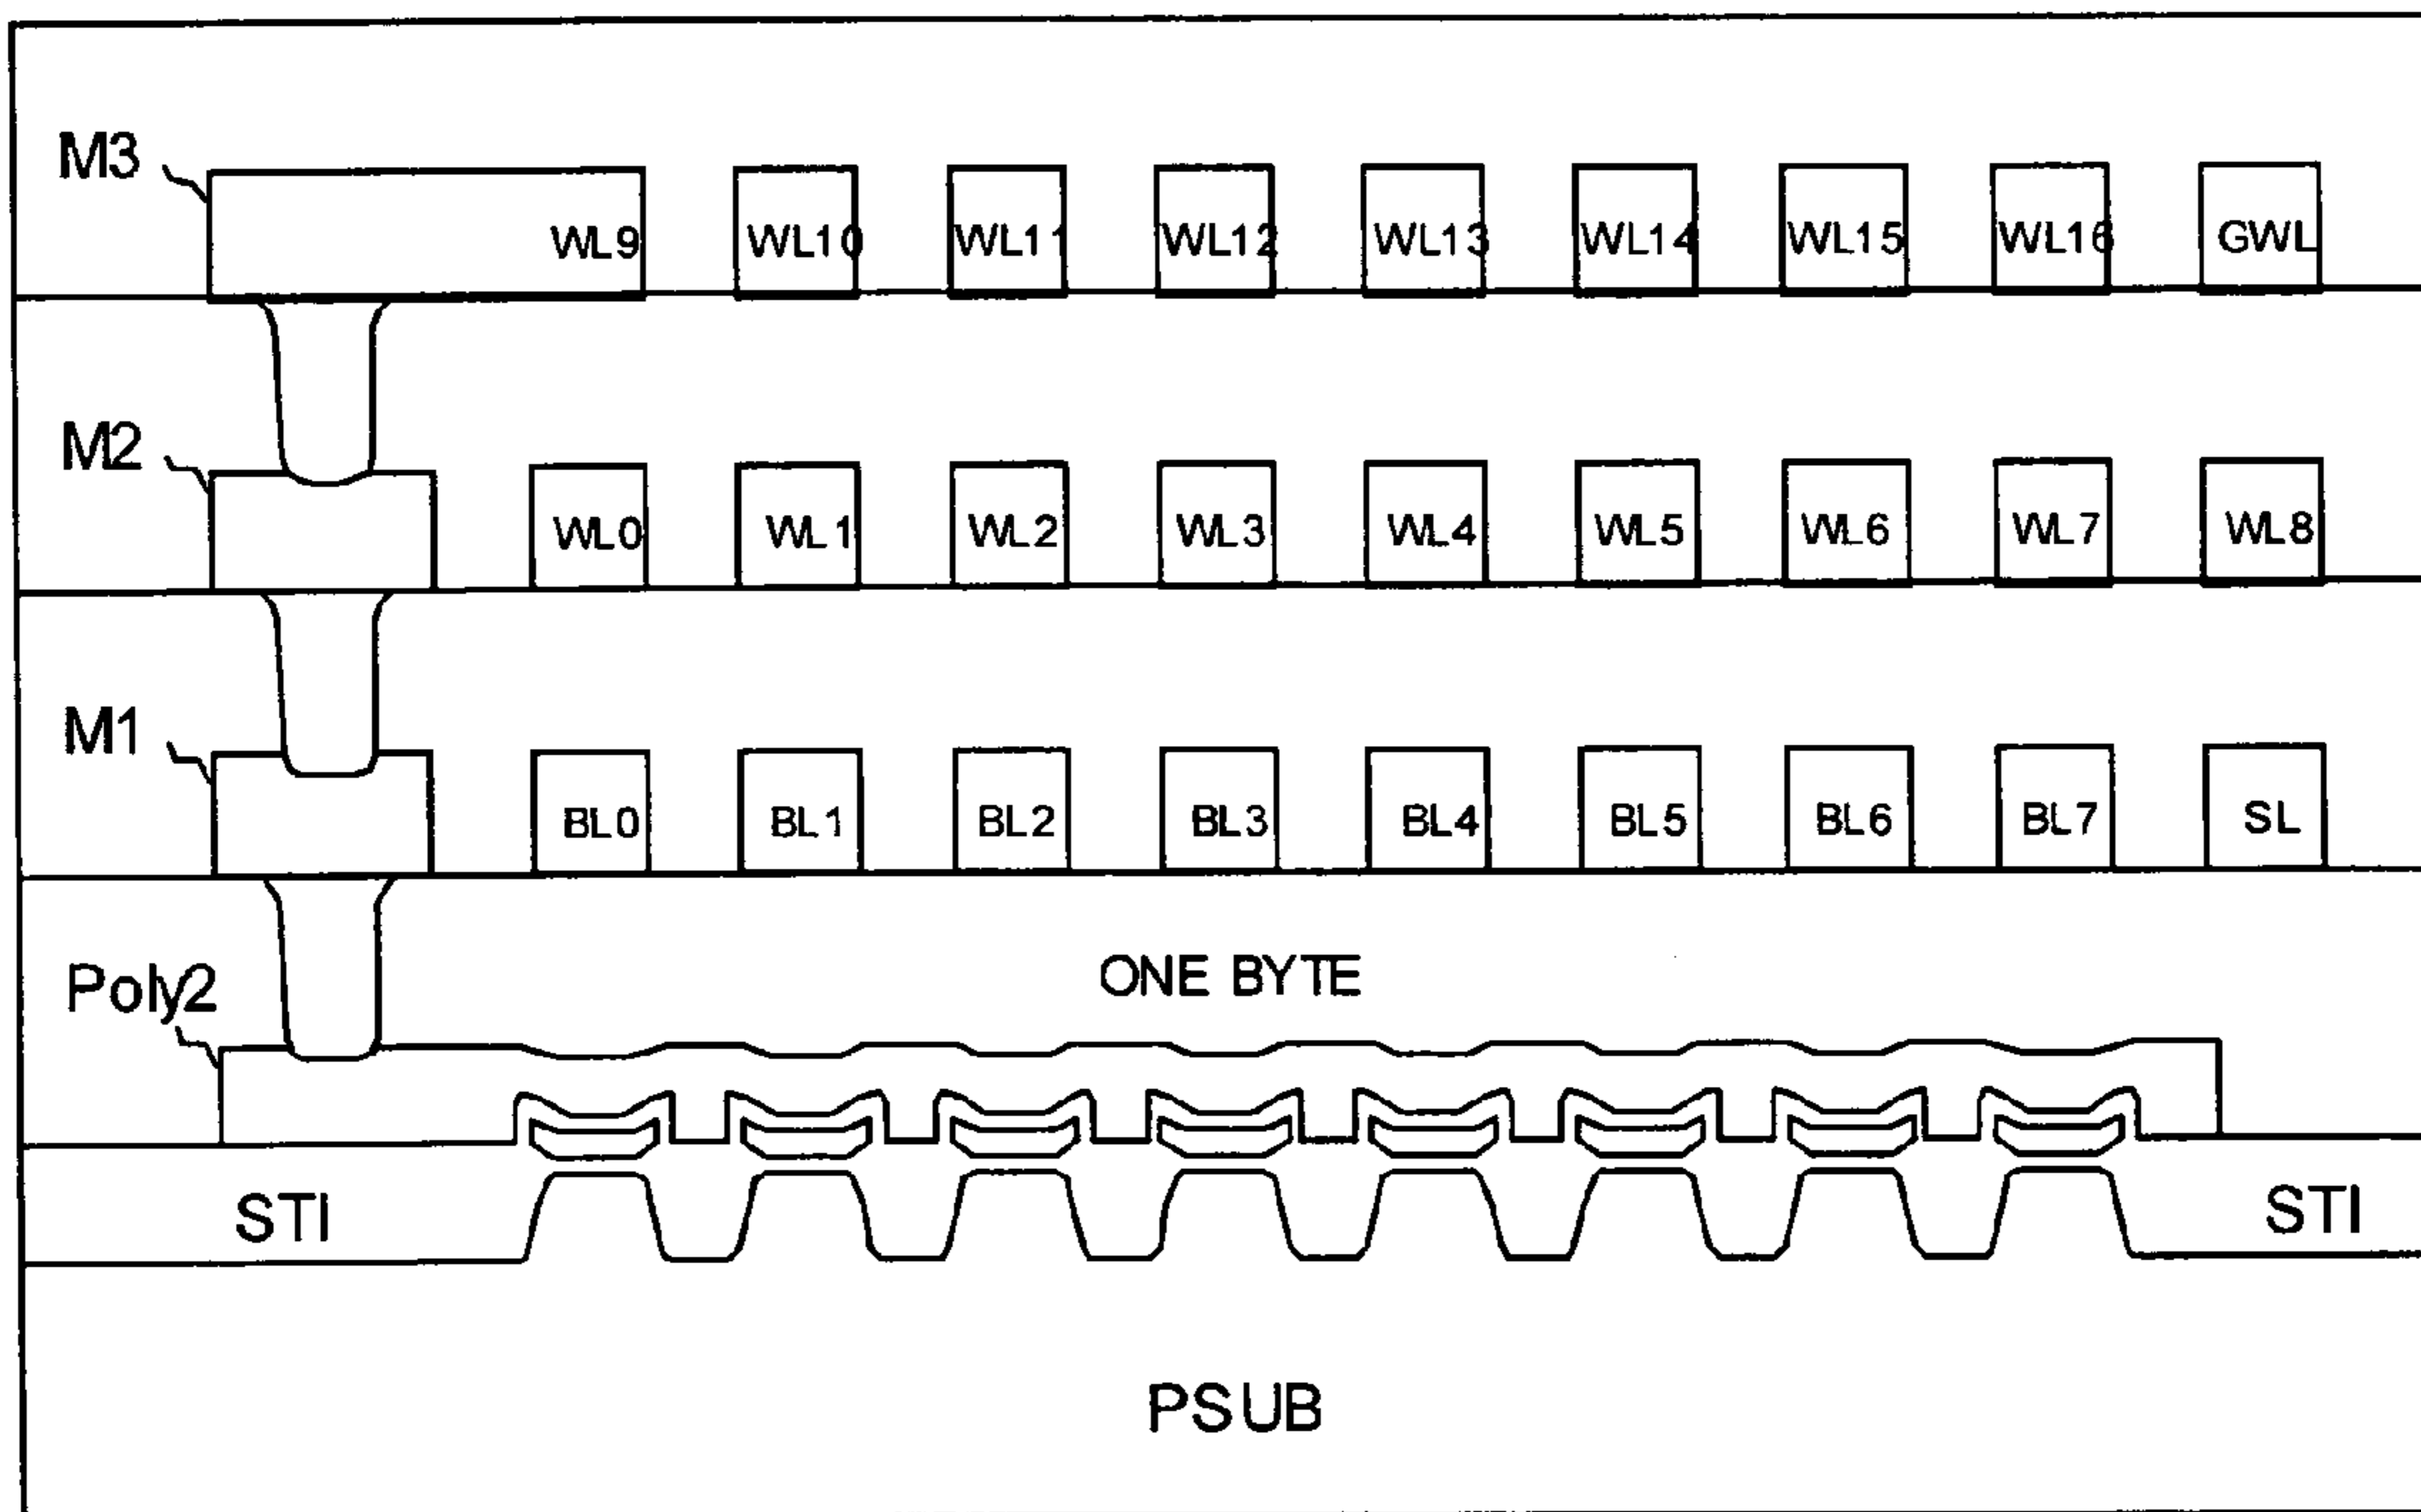 M3
WL9 WL10 WL11 WL12 WL13 WL14 WL15 WL16 GWL
M2
WL0 WL1 WL2 WL3 WL4 WL5 WL6 WL7 WL8
M1
BL0 BL1 BL2 BL3 BL4 BL5 BL6 BL7 SL
Poly2
ONE BYTE
STI STI
PSUB